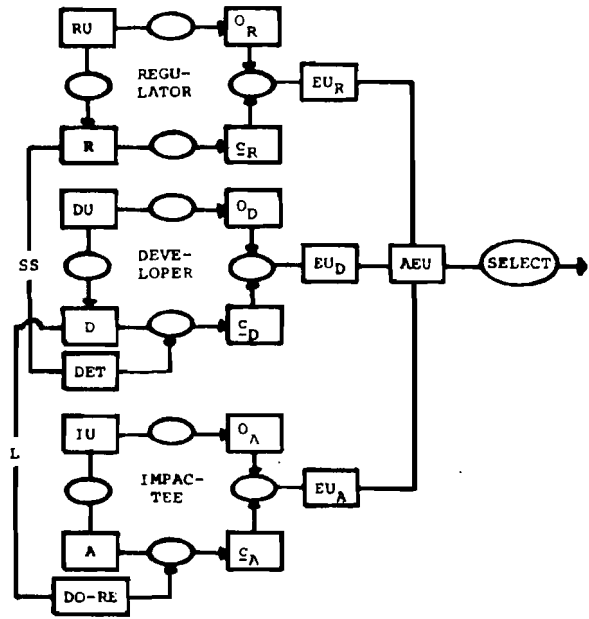 RU
O_R
REGU-
LATOR
EU_R
R
c_R
DU
O_D
SS
DEVE-
LOPER
EU_D
AEU
SELECT
D
c_D
DET
L
IU
O_A
IMPAC-
TEE
EU_A
A
c_A
DO-RE